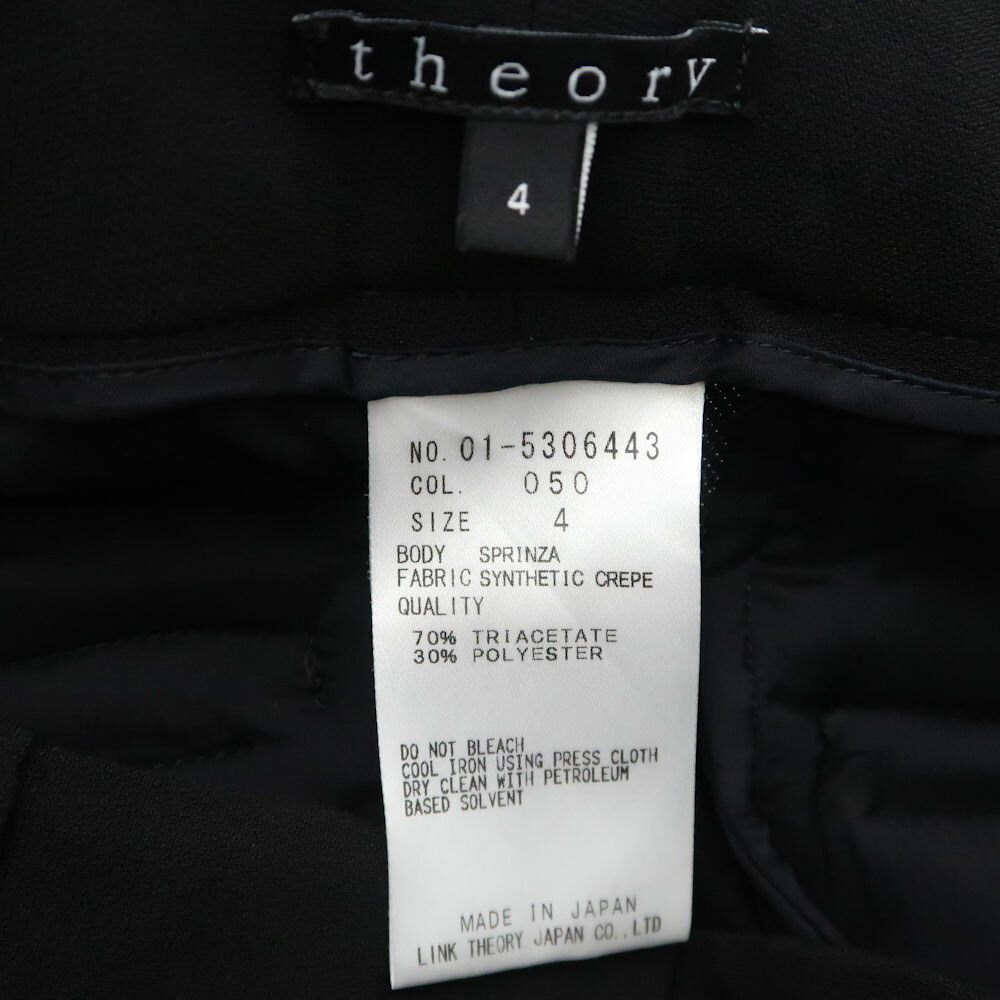 theory
4
NO. 01-5306443
COL. 050
SIZE 4
BODY SPRINZA
FABRIC SYNTHETIC CREPE
QUALITY
70% TRIACETATE
30% POLYESTER
DO NOT BLEACH
COOL IRON USING PRESS CLOTH
DRY CLEAN WITH PETROLEUM
BASED SOLVENT
MADE IN JAPAN
LINK THEORY JAPAN CO.,LTD